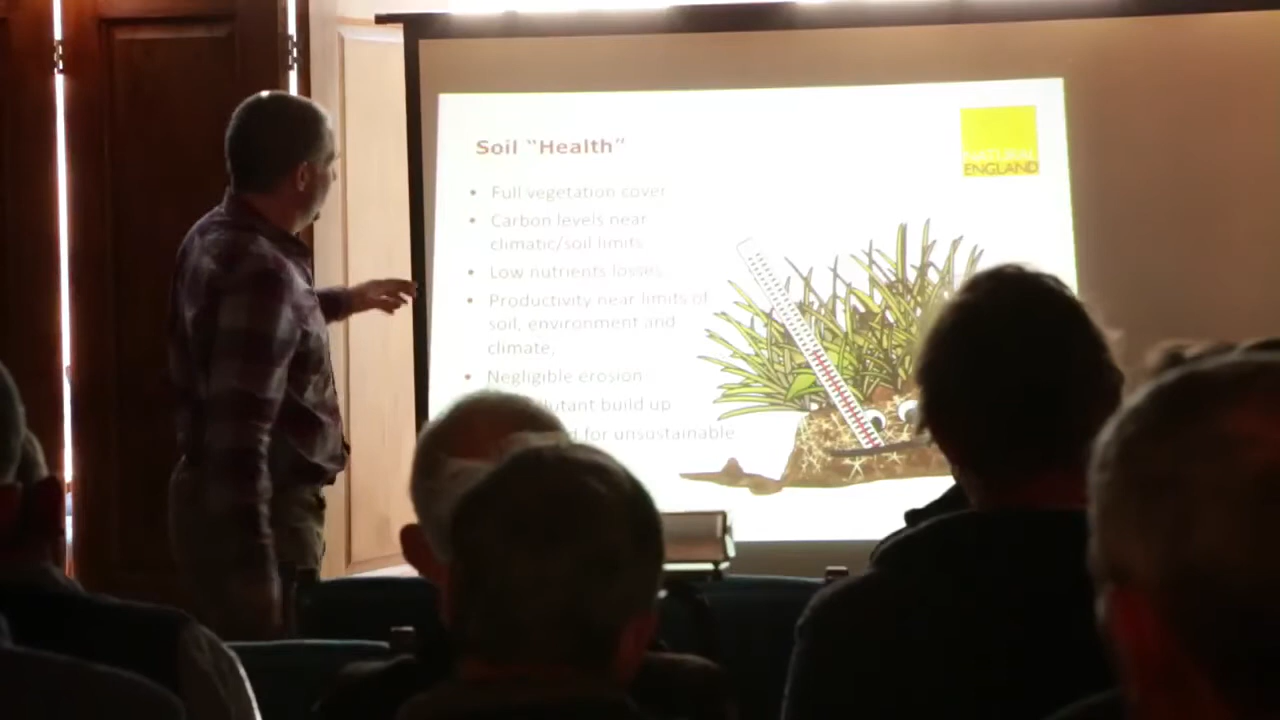 Soil “Health”
NATURAL
ENGLAND
• Full vegetation cover
• Carbon levels near
climatic/soil limits
• Low nutrients losses
• Productivity near limits of
soil, environment and
climate,
• Negligible erosion
build up
for unsustainable